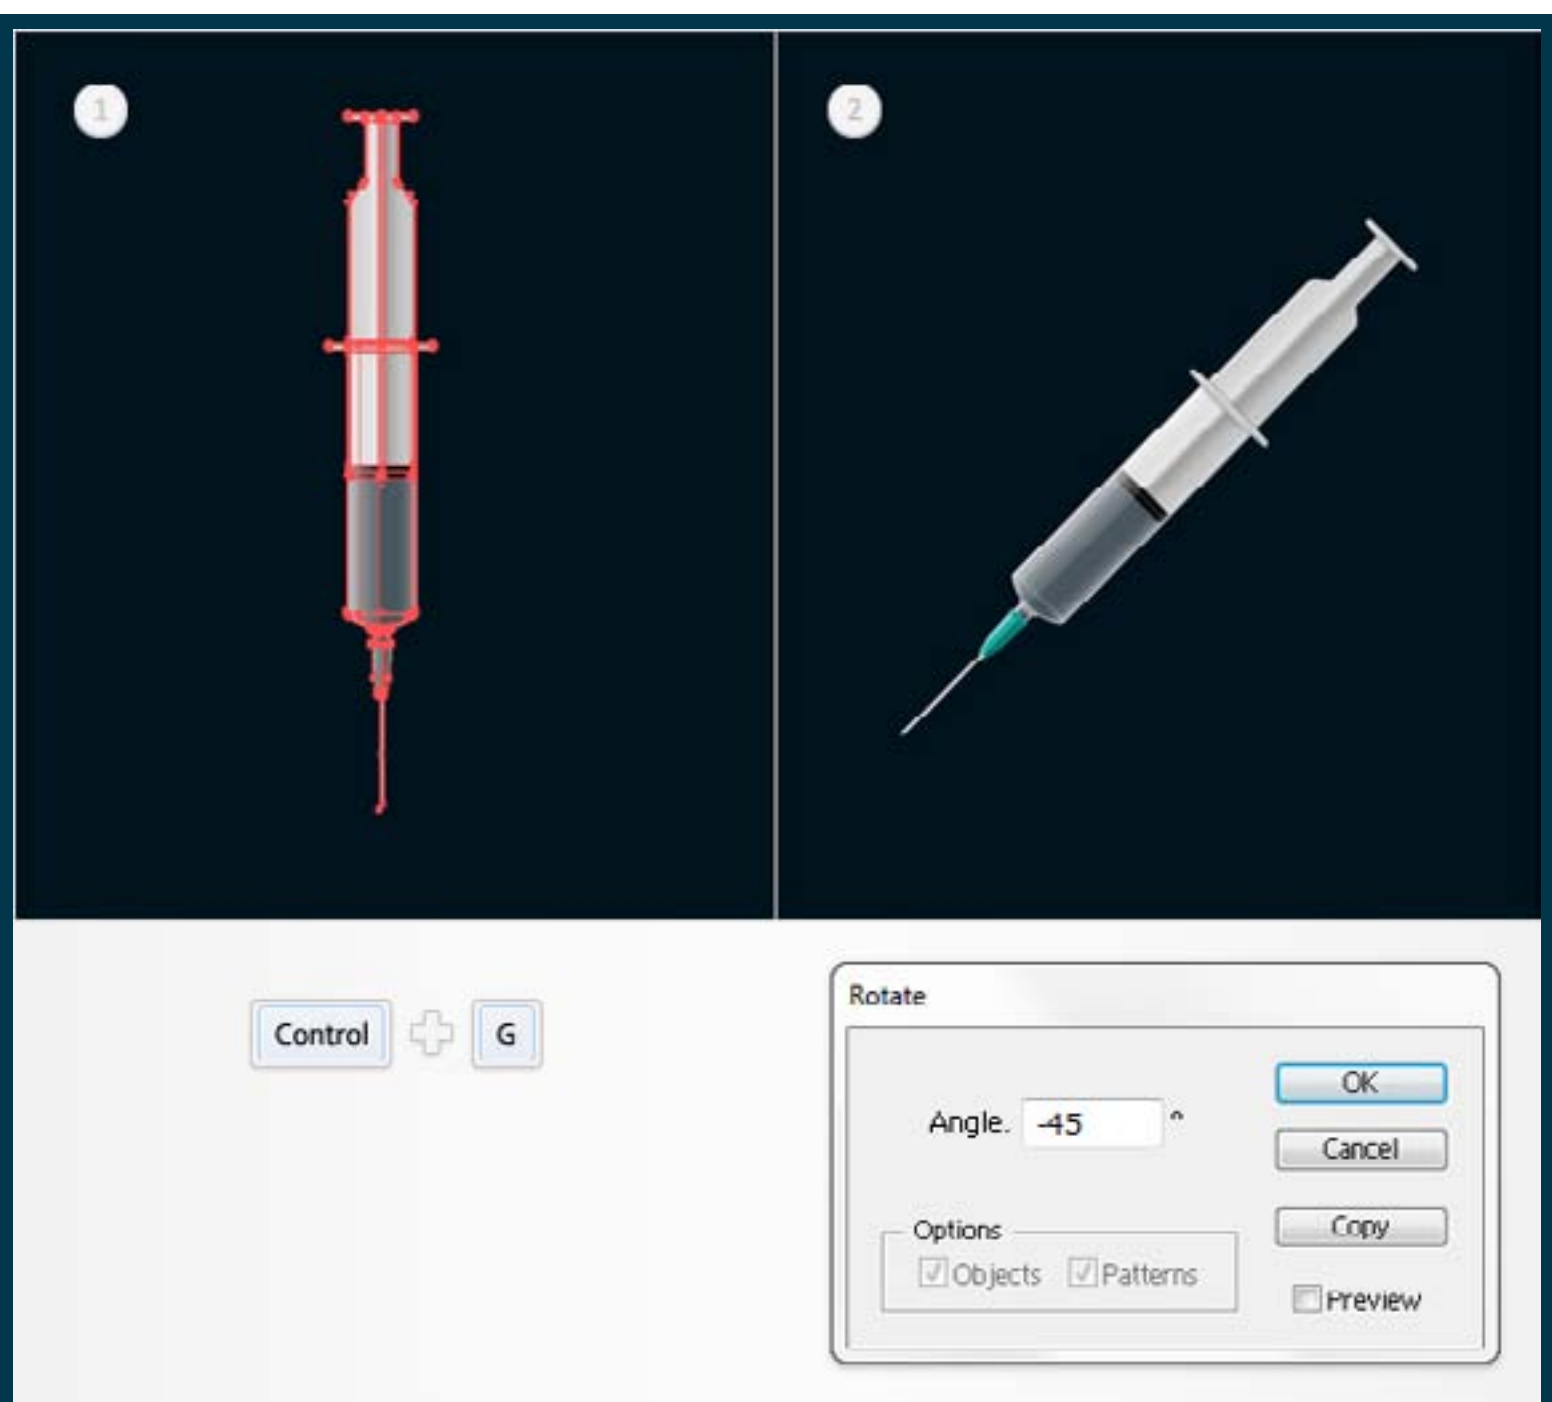 1
2
Control G
Rotate
OK
Angle. -45 °
Cancel
Copy
Options
Objects Patterns
Preview